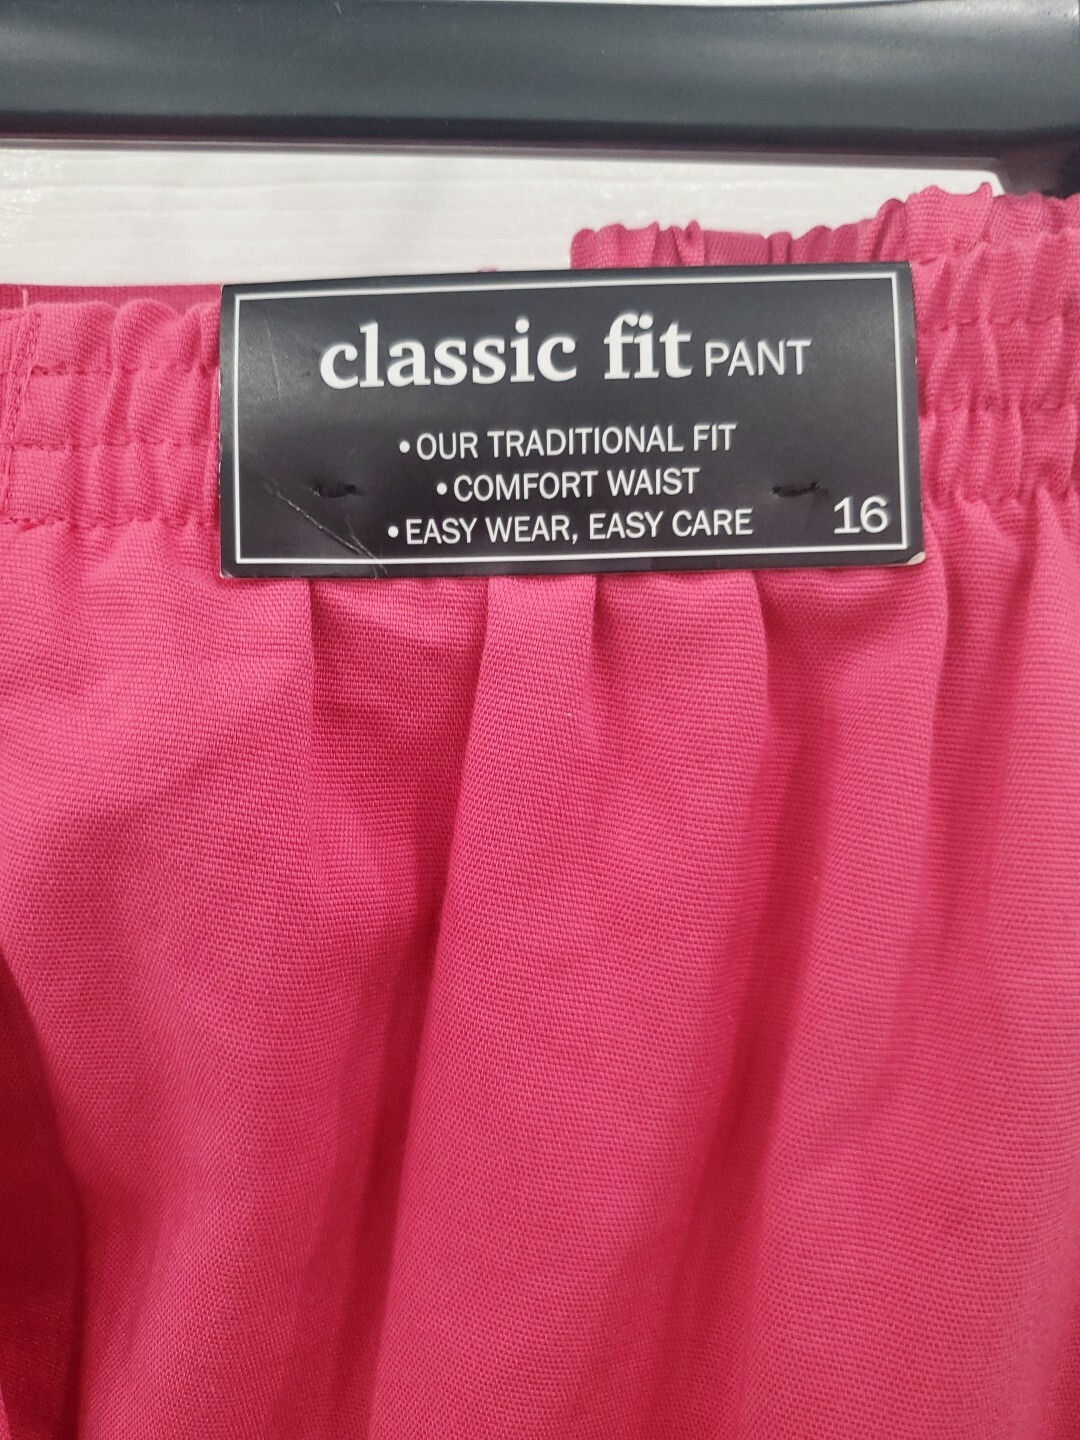 classic fit PANT
• OUR TRADITIONAL FIT
• COMFORT WAIST
• EASY WEAR, EASY CARE 16